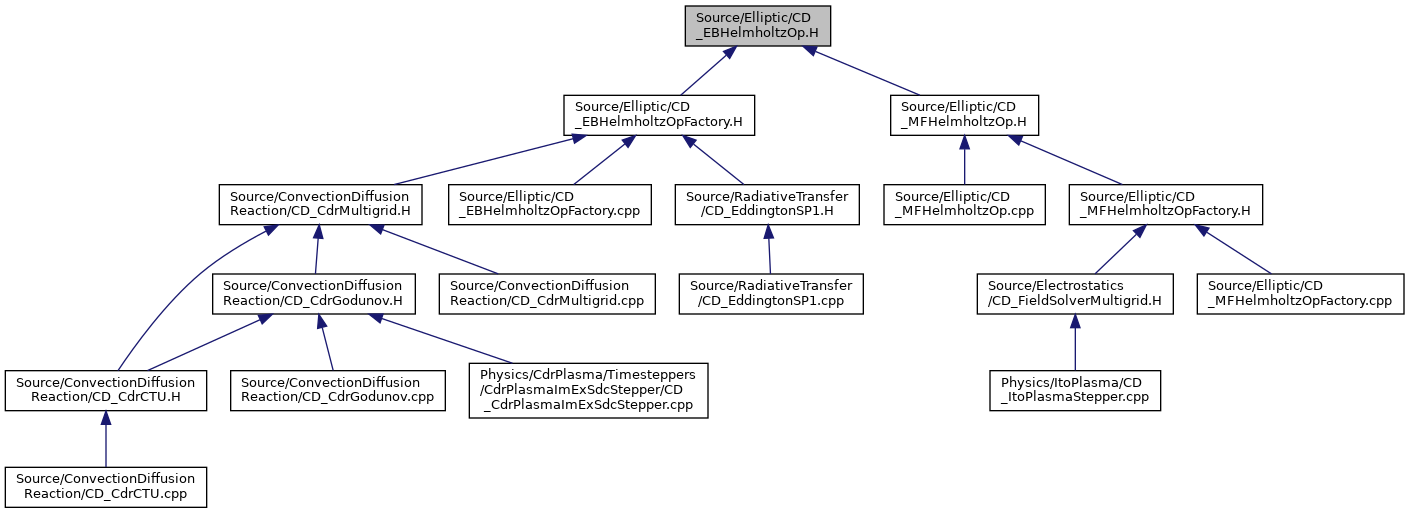 Source/Elliptic/CD
_EBHelmholtzOp.H
Source/Elliptic/CD
_EBHelmholtzOpFactory.H
Source/Elliptic/CD
_MFHelmholtzOp.H
Source/ConvectionDiffusion
Reaction/CD_CdrMultigrid.H
Source/Elliptic/CD
_EBHelmholtzOpFactory.cpp
Source/RadiativeTransfer
/CD_EddingtonSP1.H
Source/Elliptic/CD
_MFHelmholtzOp.cpp
Source/Elliptic/CD
_MFHelmholtzOpFactory.H
Source/ConvectionDiffusion
Reaction/CD_CdrGodunov.H
Source/ConvectionDiffusion
Reaction/CD_CdrMultigrid.cpp
Source/RadiativeTransfer
/CD_EddingtonSP1.cpp
Source/Electrostatics
/CD_FieldSolverMultigrid.H
Source/Elliptic/CD
_MFHelmholtzOpFactory.cpp
Source/ConvectionDiffusion
Reaction/CD_CdrCTU.H
Source/ConvectionDiffusion
Reaction/CD_CdrGodunov.cpp
Physics/CdrPlasma/Timesteppers
/CdrPlasmaImExSdcStepper/CD
_CdrPlasmaImExSdcStepper.cpp
Physics/ItoPlasma/CD
_ItoPlasmaStepper.cpp
Source/ConvectionDiffusion
Reaction/CD_CdrCTU.cpp